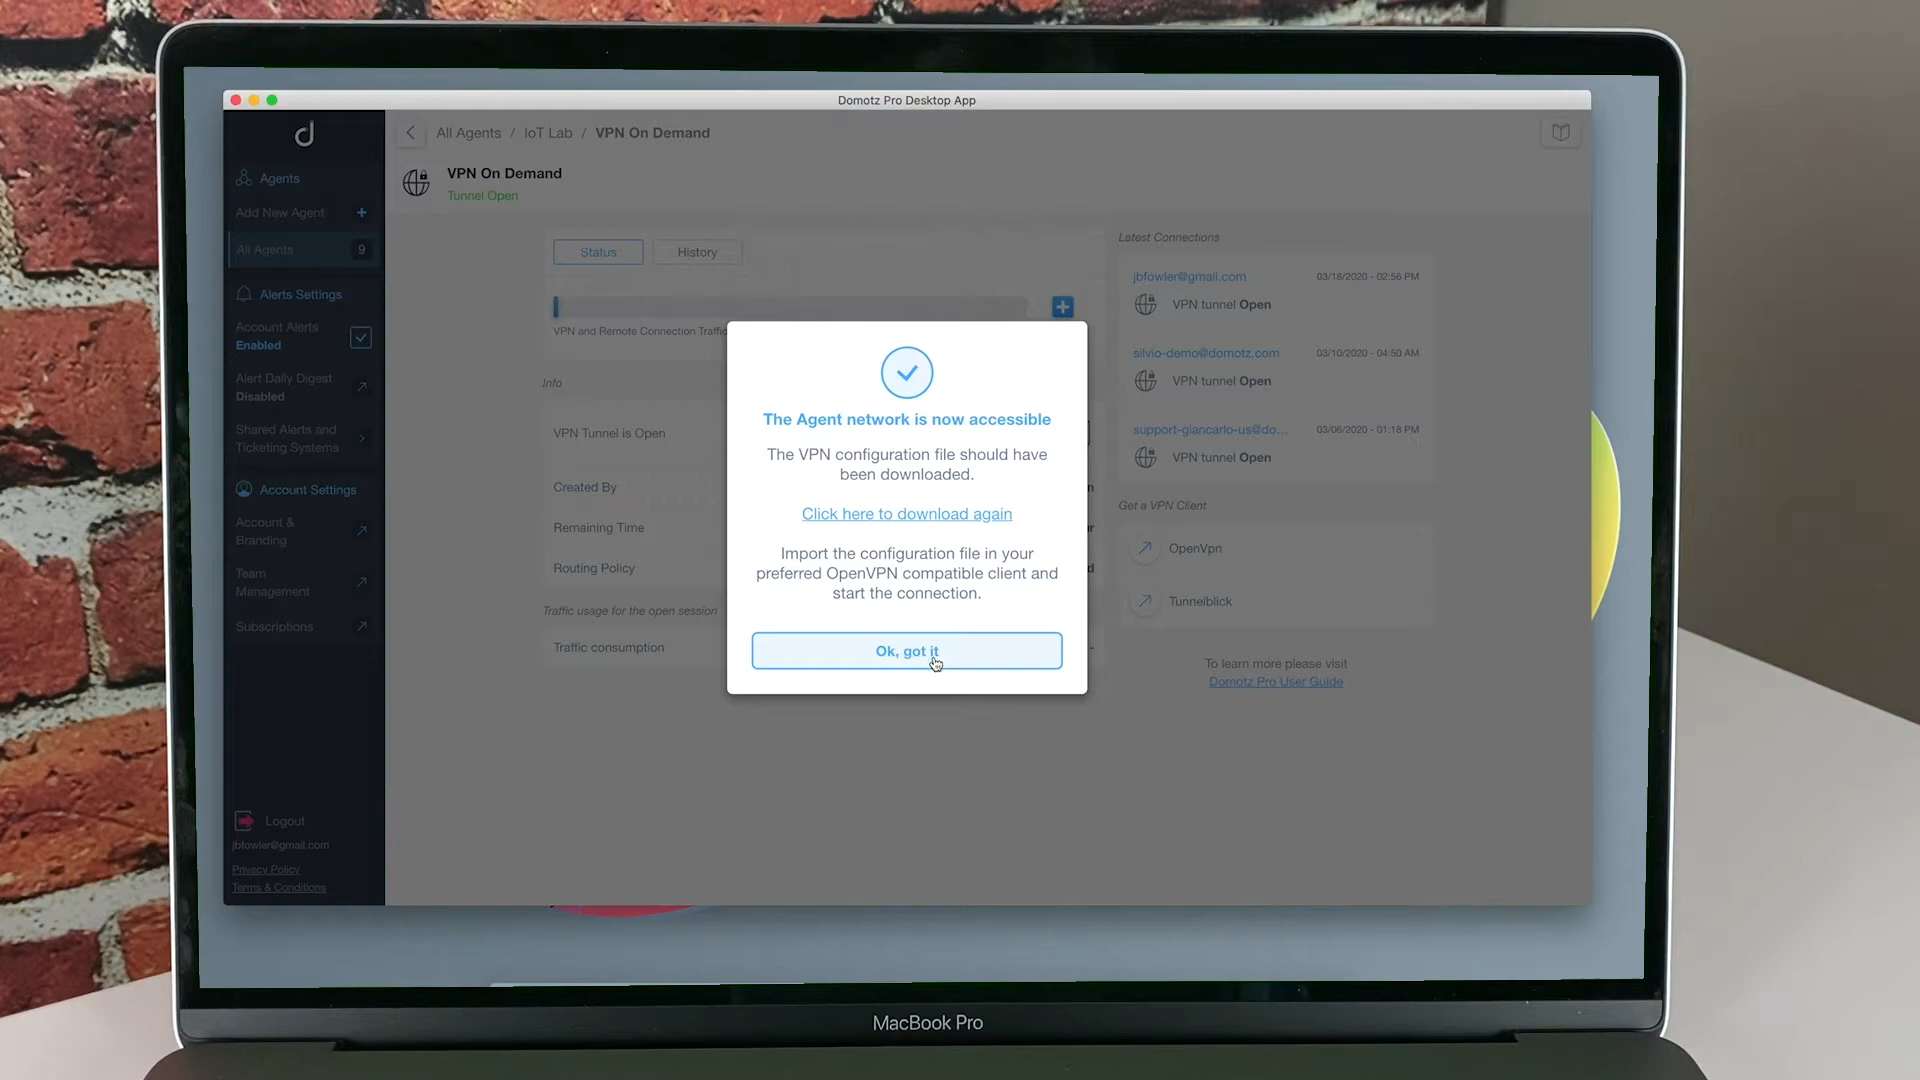 Domotz Pro Desktop App
All Agents / IoT Lab / VPN On Demand
VPN On Demand
Tunnel Open
Agents
Add New Agent +
All Agents 9
Alerts Settings
Account Alerts
Enabled
Alert Daily Digest
Disabled
Shared Alerts and
Ticketing Systems
Account Settings
Account &
Branding
Team
Management
Subscriptions
Logout
jbfowler@gmail.com
Privacy Policy
Terms & Conditions
Status History
VPN and Remote Connection Traffic
Info
VPN Tunnel is Open
Created By
Remaining Time
Routing Policy
Traffic usage for the open session
Traffic consumption
The Agent network is now accessible
The VPN configuration file should have
been downloaded.
Click here to download again
Import the configuration file in your
preferred OpenVPN compatible client and
start the connection.
Ok, got it
Latest Connections
jbfowler@gmail.com 03/18/2020 - 02:56 PM
VPN tunnel Open
silvio-demo@domotz.com 03/10/2020 - 04:50 AM
VPN tunnel Open
support-giancarlo-us@do... 03/06/2020 - 01:18 PM
VPN tunnel Open
Get a VPN Client
OpenVpn
Tunnelblick
To learn more please visit
Domotz Pro User Guide
MacBook Pro